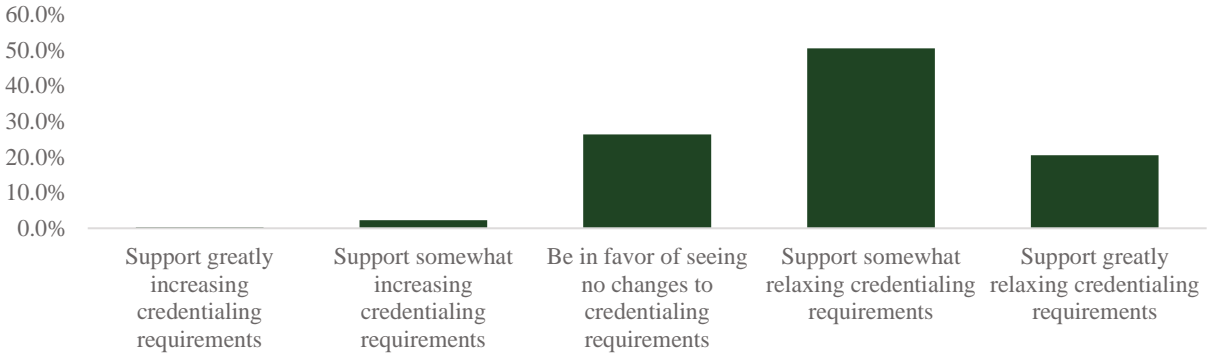 60.0%
50.0%
40.0%
30.0%
20.0%
10.0%
0.0%
Support greatly
increasing
credentialing
requirements
Support somewhat
increasing
credentialing
requirements
Be in favor of seeing
no changes to
credentialing
requirements
Support somewhat
relaxing credentialing
requirements
Support greatly
relaxing credentialing
requirements